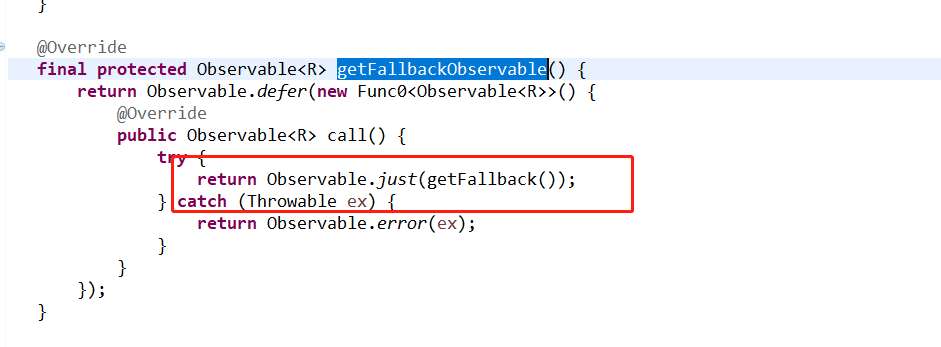 }
@Override
final protected Observable<R> getFallbackObservable() {
return Observable.defer(new Func0<Observable<R>>() {
@Override
public Observable<R> call() {
try {
return Observable.just(getFallback());
} catch (Throwable ex) {
return Observable.error(ex);
}
}
});
}